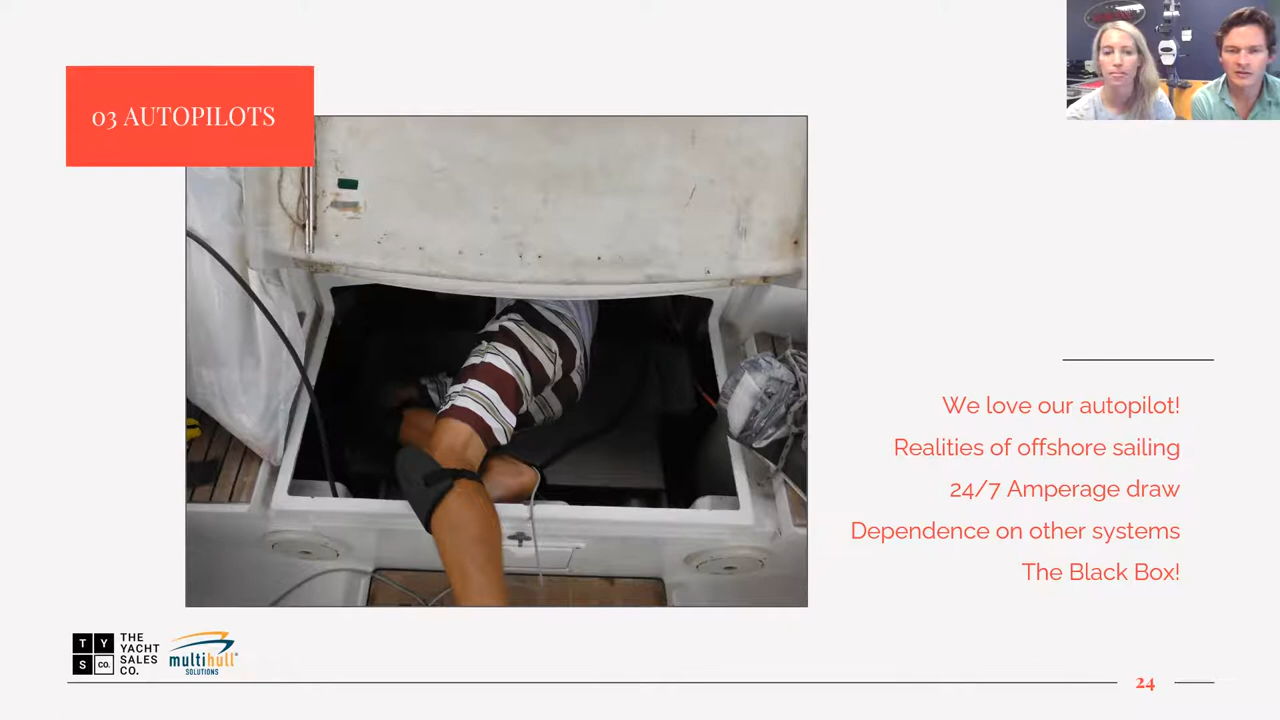 03 AUTOPILOTS
We love our autopilot!
Realities of offshore sailing
24/7 Amperage draw
Dependence on other systems
The Black Box!
T Y
S CO.
THE
YACHT
SALES
CO.
multihull
SOLUTIONS
24